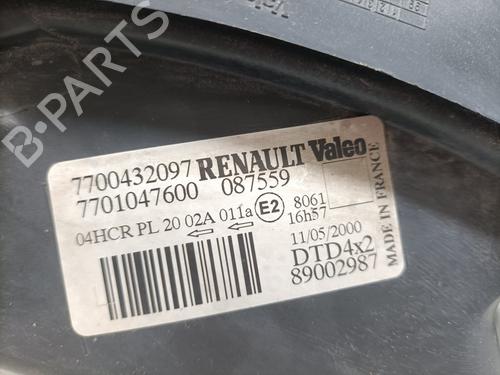 B-PARTS
7700432097 RENAULT Valeo
7701047600 087559
04HCR PL 20 02A 011a E2 8061
16h57
11/05/2000
DTD4x2
89002987
MADE IN FRANCE